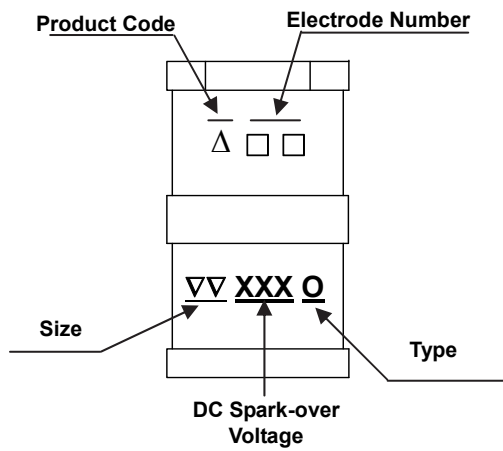 Product Code
Electrode Number
Δ □ □
∇∇ XXX O
Size
Type
DC Spark-over
Voltage